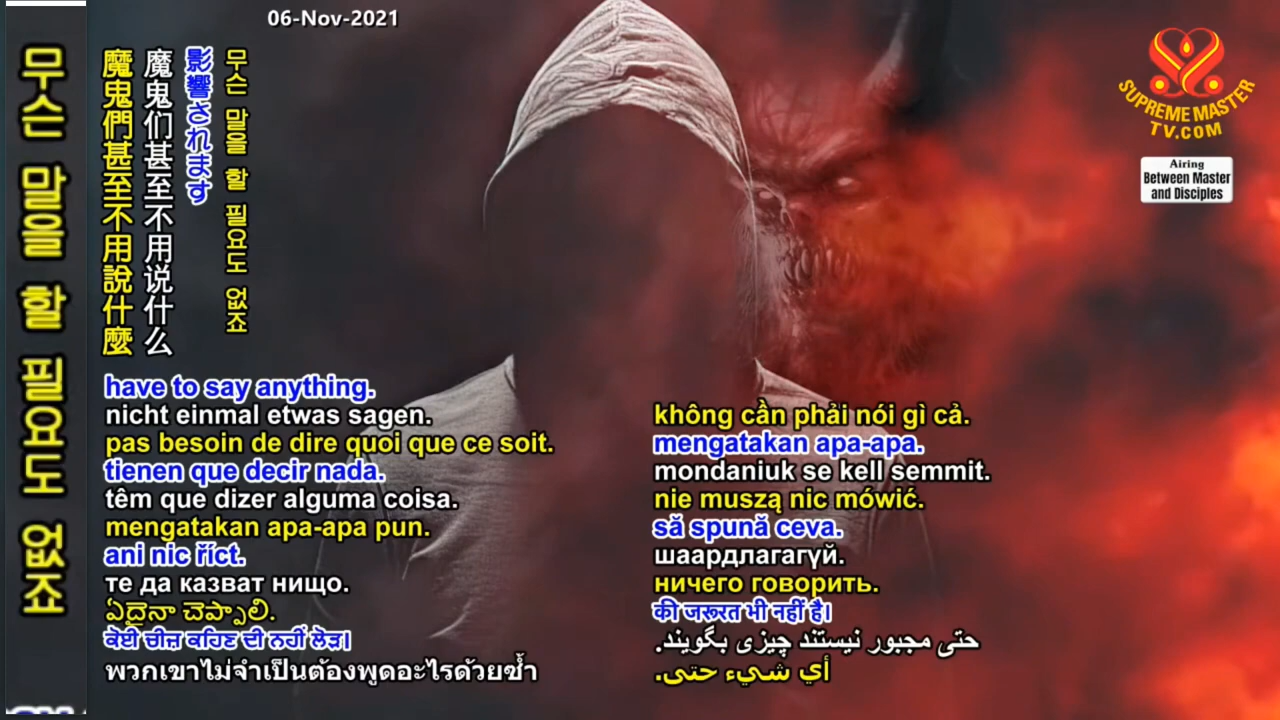 06-Nov-2021
SUPREME MASTER
TV.COM
Airing
Between Master
and Disciples
무슨 말을 할 필요도 없죠
魔鬼們甚至不用說什麼
魔鬼们甚至不用说什么
影響されます
무슨 말을 할 필요도 없죠
have to say anything.
nicht einmal etwas sagen.
pas besoin de dire quoi que ce soit.
tienen que decir nada.
têm que dizer alguma coisa.
mengatakan apa-apa pun.
ani nic říct.
те да казват нищо.
ఏదైనా చెప్పాలి.
ਕੋਈ ਚੀਜ਼ ਕਹਿਣ ਦੀ ਨਹੀਂ ਲੋੜ।
พวกเขาไม่จำเป็นต้องพูดอะไรด้วยซ้ำ
không cần phải nói gì cả.
mengatakan apa-apa.
mondaniuk se kell semmit.
nie muszą nic mówić.
să spună ceva.
шаардлагагүй.
ничего говорить.
की जरूरत भी नहीं है।
حتی مجبور نیستند چیزی بگویند.
أي شيء حتى.